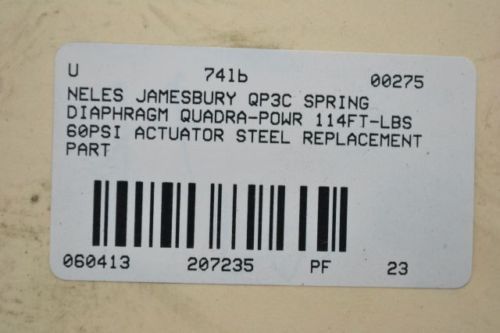 U 741b 00275
NELES JAMESBURY QP3C SPRING
DIAPHRAGM QUADRA-POWR 114FT-LBS
60PSI ACTUATOR STEEL REPLACEMENT
PART
060413 207235 PF 23